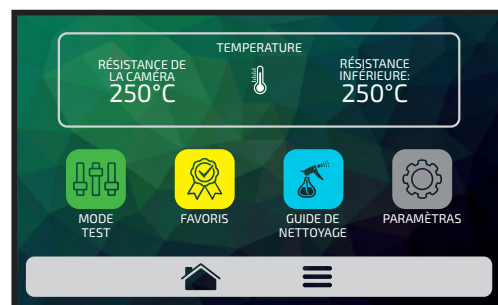 TEMPERATURE
RÉSISTANCE DE
LA CAMÉRA
250°C
RÉSISTANCE
INFÉRIEURE:
250°C
MODE
TEST
FAVORIS
GUIDE DE
NETTOYAGE
PARAMÈTRAS